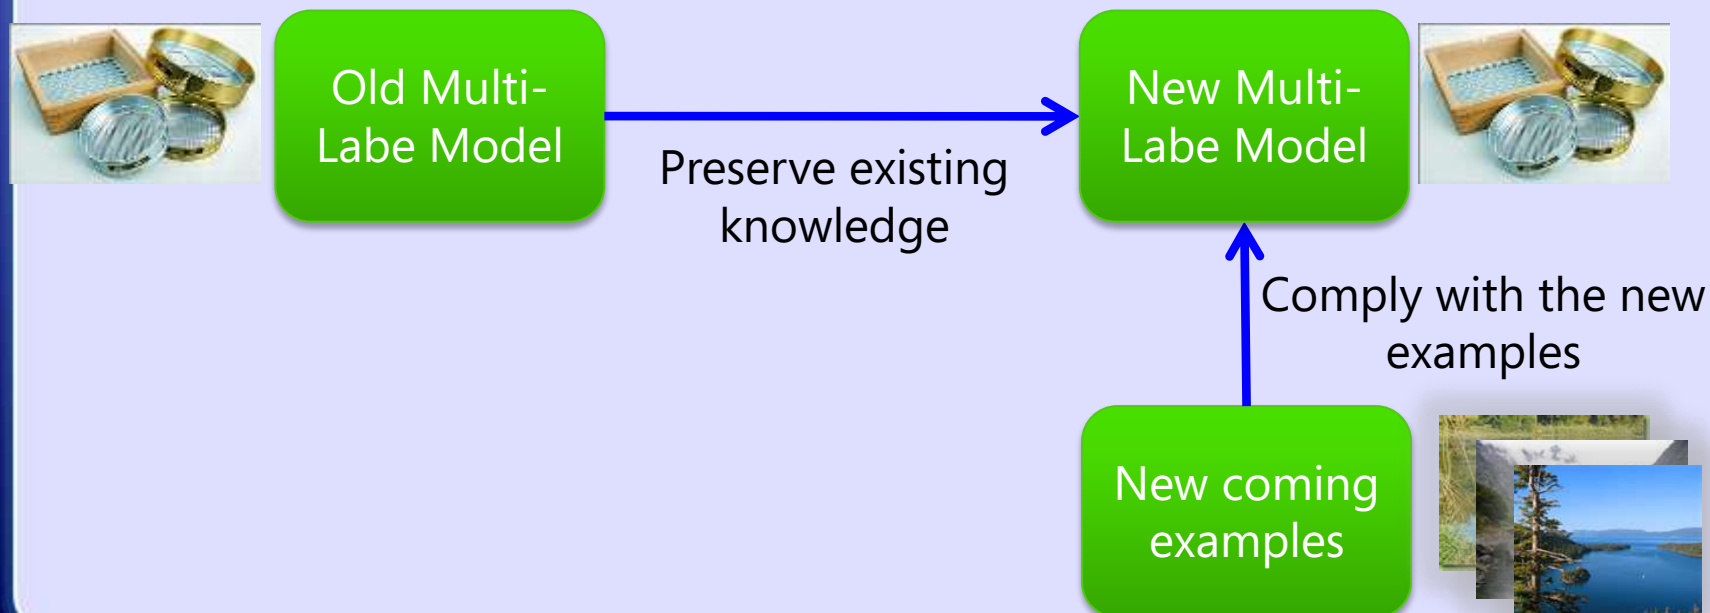 Old Multi-
Labe Model
Preserve existing
knowledge
New Multi-
Labe Model
Comply with the new
examples
New coming
examples